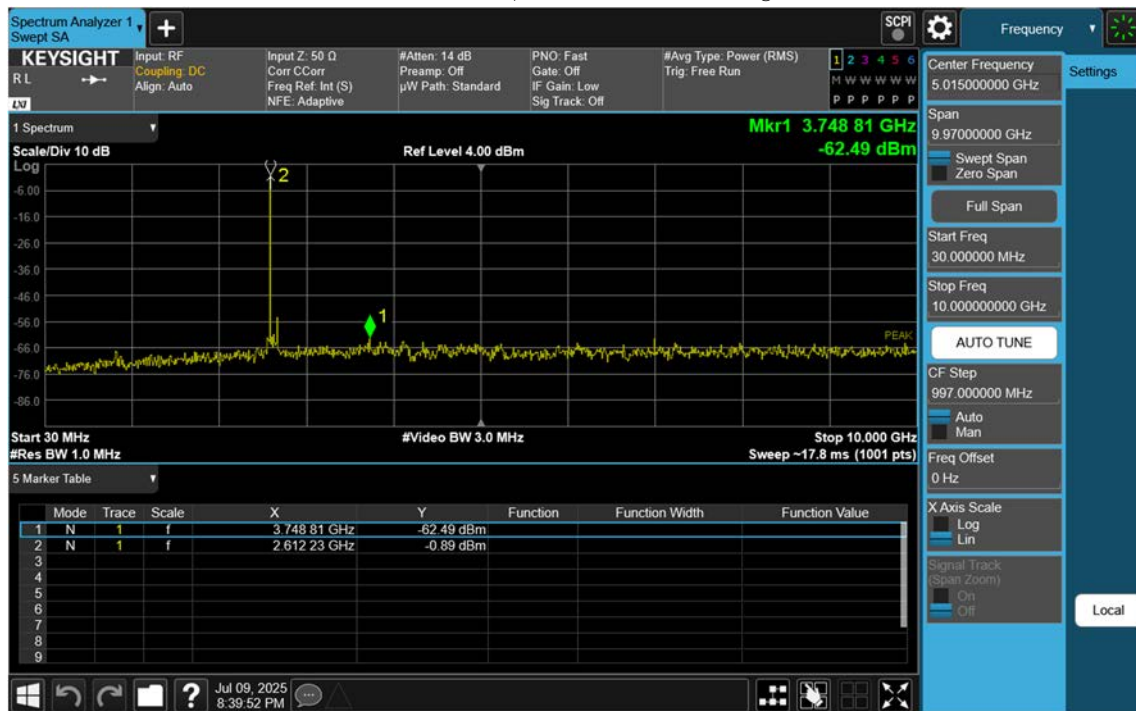 Spectrum Analyzer 1
Swept SA
SCPI
Frequency
KEYSIGHT
R L
LXI
Input: RF
Coupling: DC
Align: Auto
Input Z: 50 Ω
Corr CCorr
Freq Ref: Int (S)
NFE: Adaptive
#Atten: 14 dB
Preamp: Off
µW Path: Standard
PNO: Fast
Gate: Off
IF Gain: Low
Sig Track: Off
#Avg Type: Power (RMS)
Trig: Free Run
1 2 3 4 5 6
M W W W W W
P P P P P P
1 Spectrum
Scale/Div 10 dB
Ref Level 4.00 dBm
Mkr1 3.748 81 GHz
-62.49 dBm
Log
-6.00
-16.0
-26.0
-36.0
-46.0
-56.0
-66.0
-76.0
-86.0
2
1
PEAK
Start 30 MHz
#Video BW 3.0 MHz
Stop 10.000 GHz
#Res BW 1.0 MHz
Sweep ~17.8 ms (1001 pts)
5 Marker Table
Mode Trace Scale X Y Function Function Width Function Value
1 N 1 f 3.748 81 GHz -62.49 dBm
2 N 1 f 2.612 23 GHz -0.89 dBm
3
4
5
6
7
8
9
Jul 09, 2025
8:39:52 PM
Center Frequency
5.015000000 GHz
Span
9.97000000 GHz
Swept Span
Zero Span
Full Span
Start Freq
30.000000 MHz
Stop Freq
10.000000000 GHz
AUTO TUNE
CF Step
997.000000 MHz
Auto
Man
Freq Offset
0 Hz
X Axis Scale
Log
Lin
Signal Track
(Span Zoom)
On
Off
Settings
Local